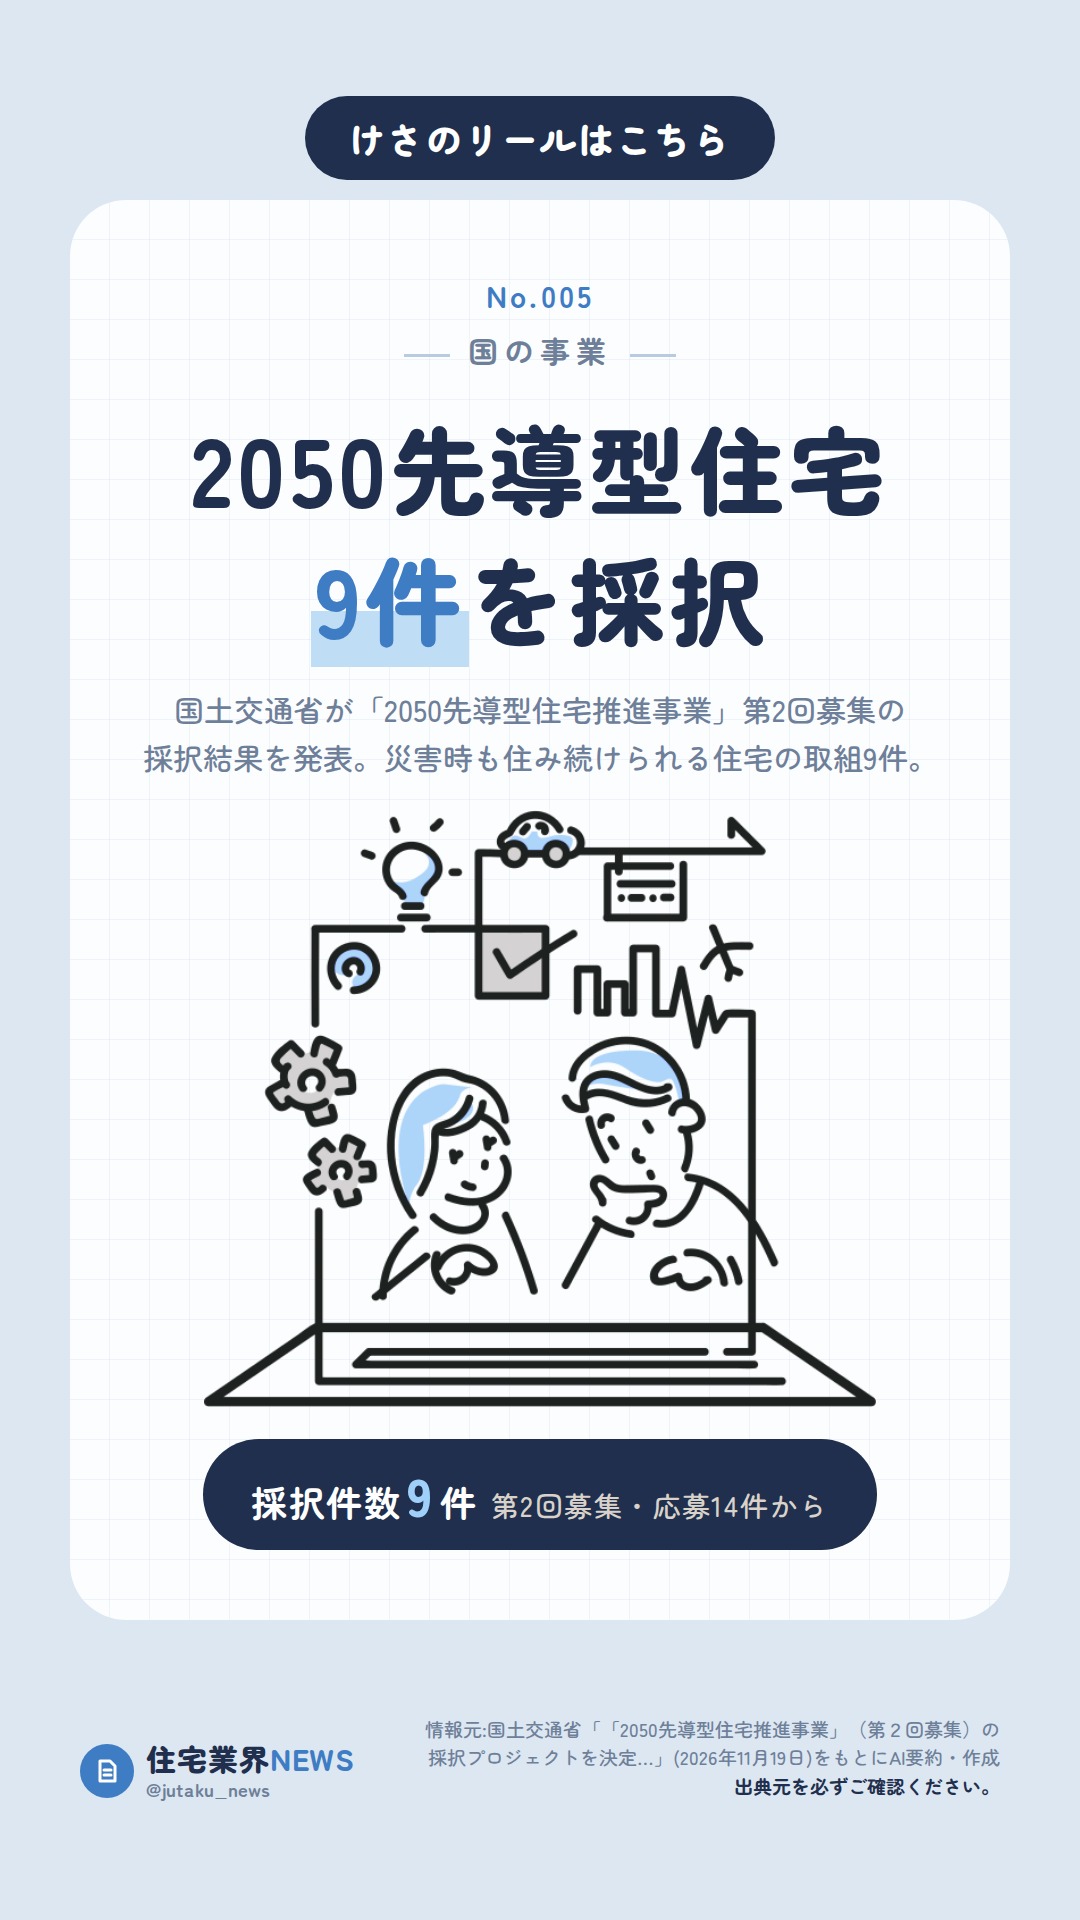 けさのリールはこちら
No.005
国の事業
2050先導型住宅
9件を採択
国土交通省が「2050先導型住宅推進事業」第2回募集の
採択結果を発表。災害時も住み続けられる住宅の取組9件。
採択件数9件 第2回募集・応募14件から
住宅業界NEWS
@jutaku_news
情報元:国土交通省「「2050先導型住宅推進事業」（第２回募集）の
採択プロジェクトを決定...」(2026年11月19日)をもとにAI要約・作成
出典元を必ずご確認ください。